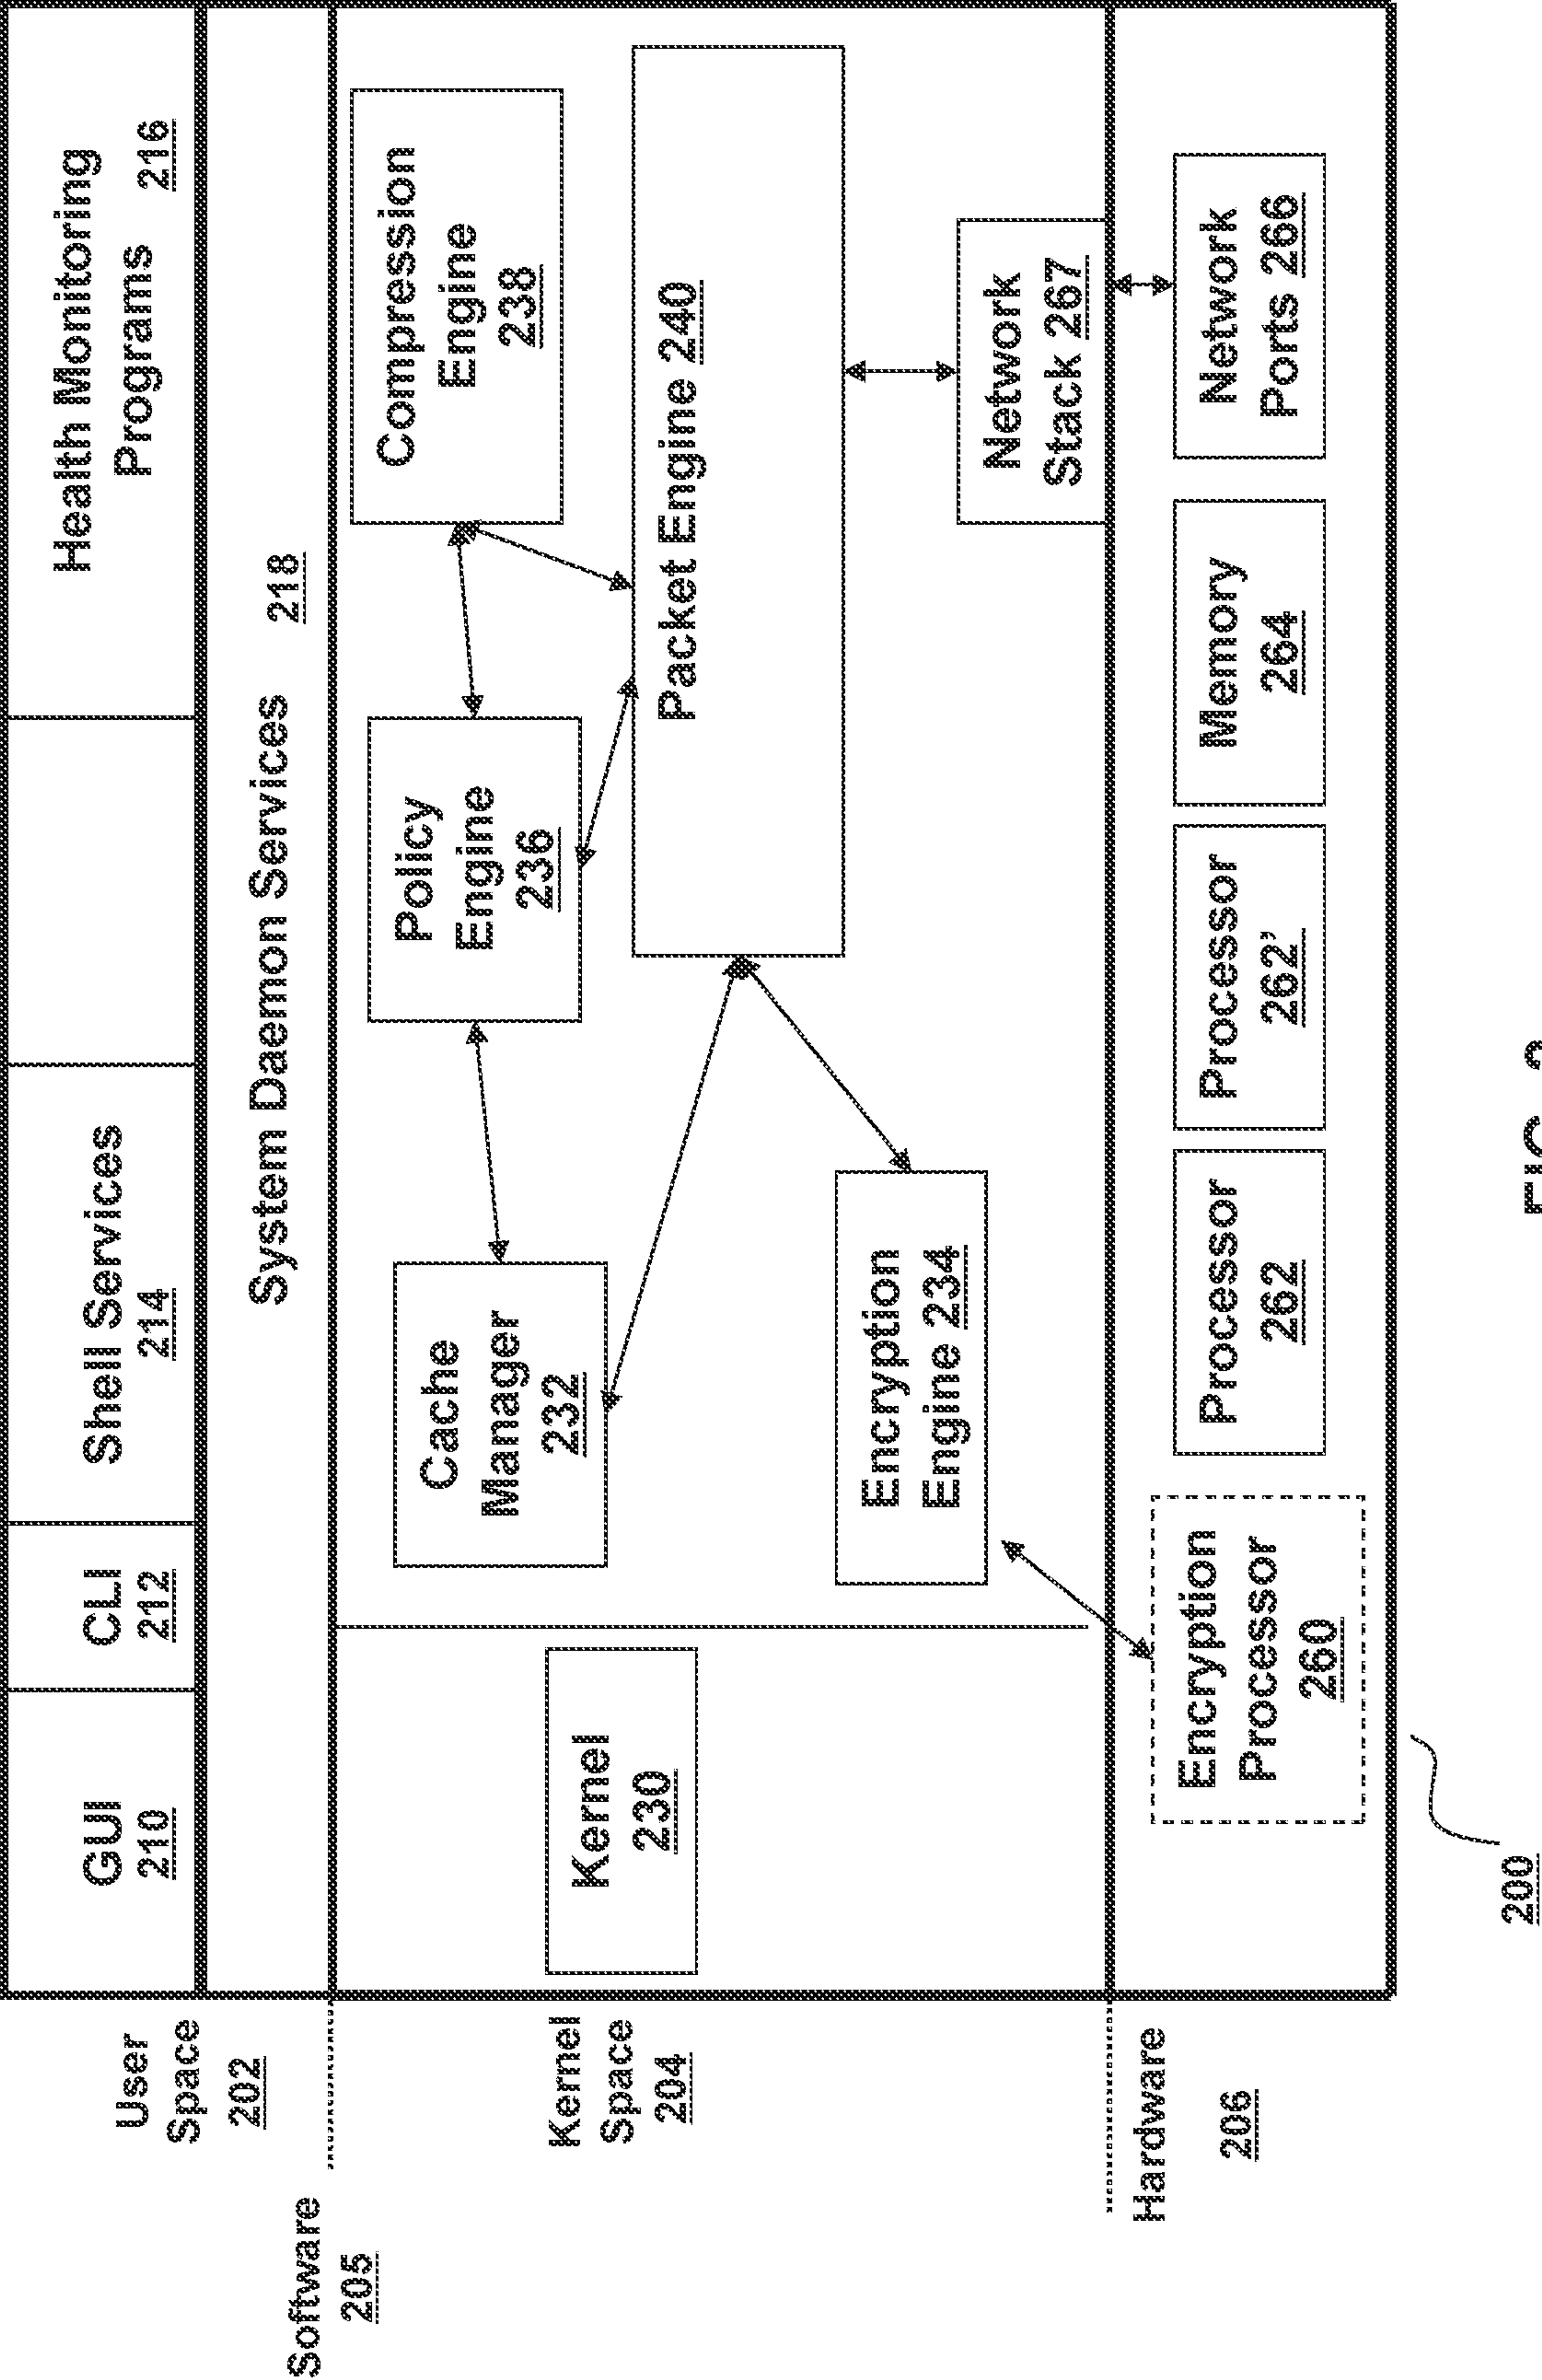 GUI
210
CLI
212
Shell Services
214
Health Monitoring
Programs 216
System Daemon Services 218
User
Space
202
Software
205
Kernel
Space
204
Hardware
206
Kernel
230
Cache
Manager
232
Policy
Engine
236
Compression
Engine
238
Packet Engine 240
Encryption
Engine 234
Network
Stack 267
Encryption
Processor
260
Processor
262
Processor
262'
Memory
264
Network
Ports 266
200